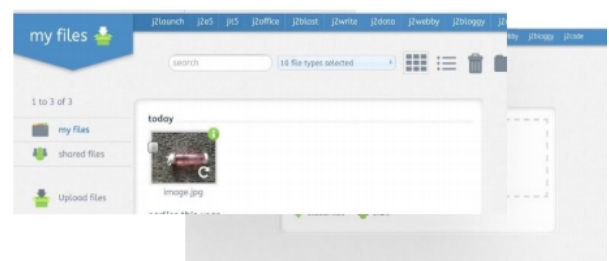 my files
j2launch j2e5 jit5 j2office j2blast j2write j2data j2webby j2bloggy
search
10 file types selected
1 to 3 of 3
my files
shared files
Upload files
today
image.jpg
j2bloggy j2code